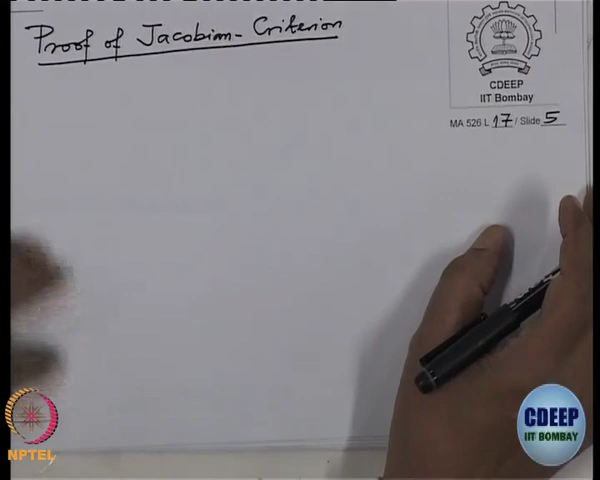 Proof of Jacobian-Criterion
CDEEP
IIT Bombay
MA 526 L 17 / Slide 5
NPTEL
CDEEP
IIT BOMBAY